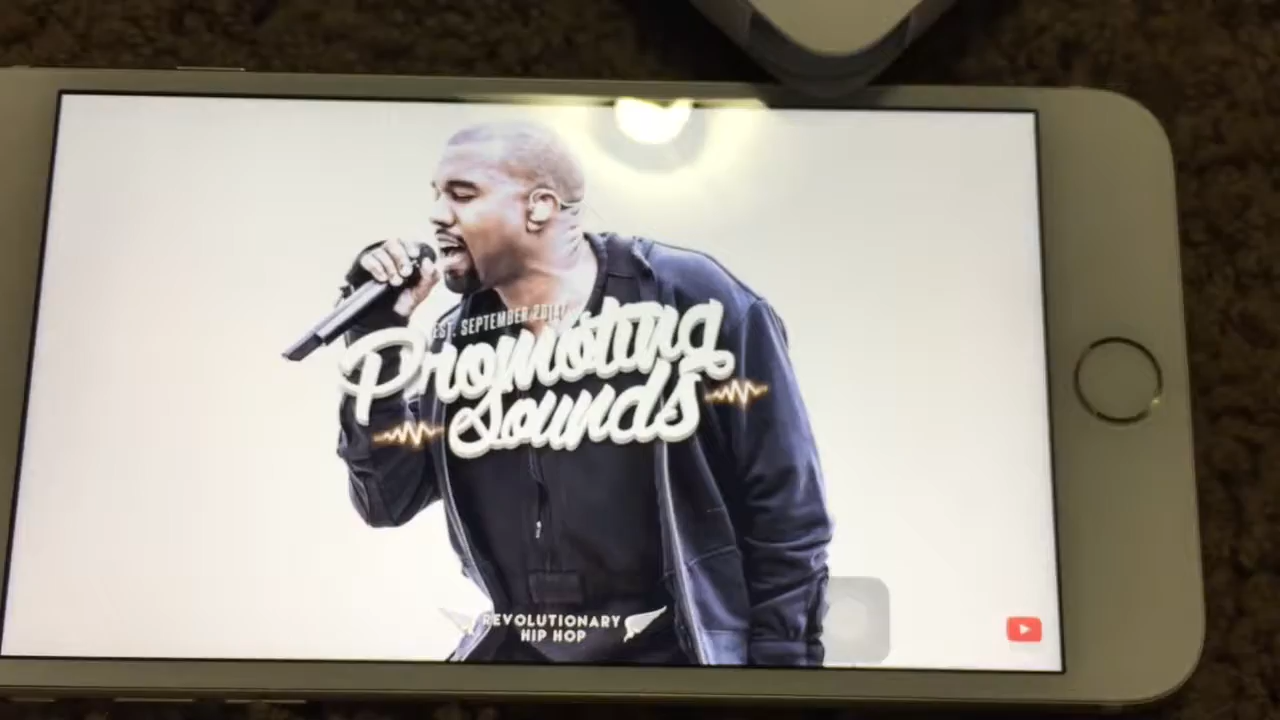 EST. SEPTEMBER 2014
Promoting
Sounds
REVOLUTIONARY
HIP HOP